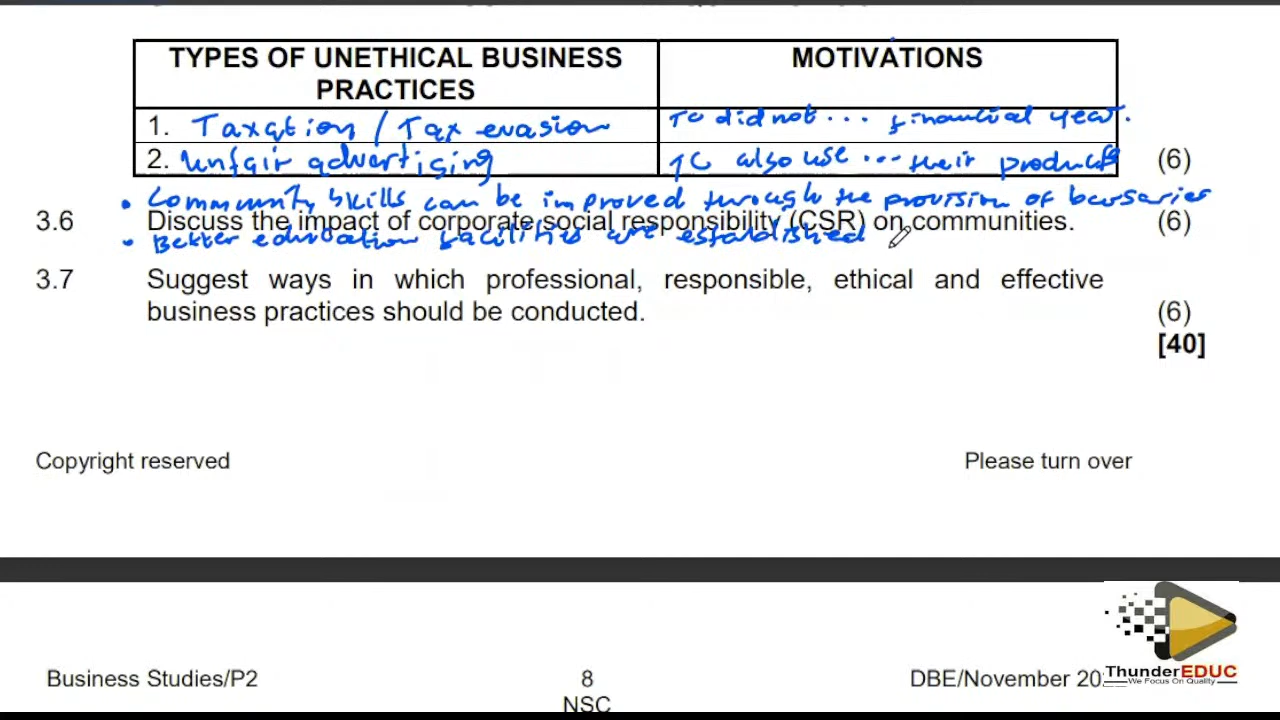 TYPES OF UNETHICAL BUSINESS PRACTICES MOTIVATIONS
1. Taxation / Tax evasion TC did not... financial year.
2. Unfair advertising TC also use ... their products (6)
• Community skills can be improved through the provision of bursaries
3.6 Discuss the impact of corporate social responsibility (CSR) on communities. (6)
• Better education facilities are established
3.7 Suggest ways in which professional, responsible, ethical and effective
business practices should be conducted. (6)
[40]
Copyright reserved Please turn over
ThunderEDUC
We Focus On Quality
Business Studies/P2 8 DBE/November
NSC